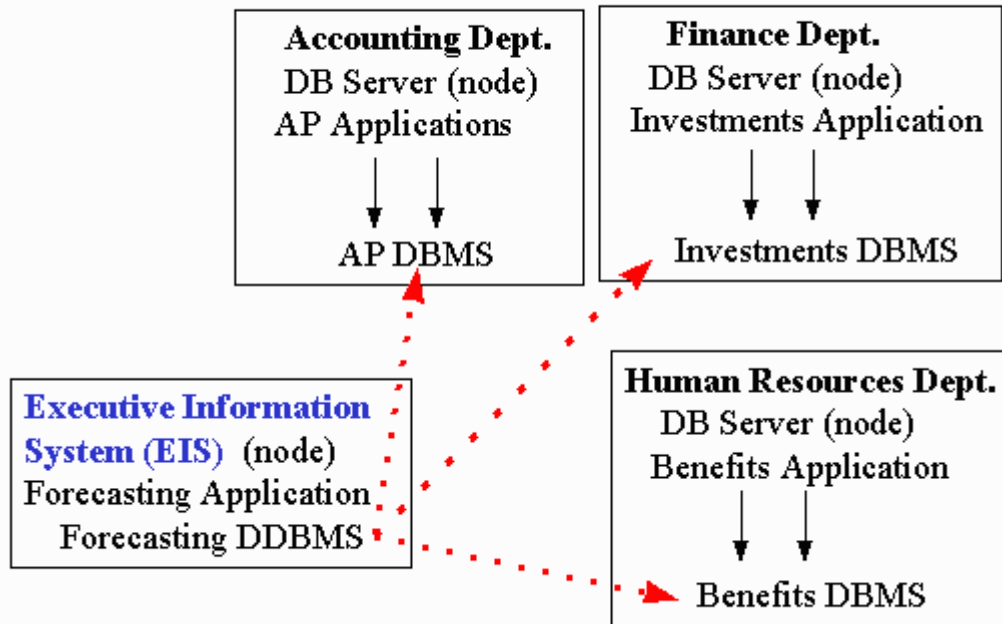 Accounting Dept.
DB Server (node)
AP Applications
AP DBMS
Finance Dept.
DB Server (node)
Investments Application
Investments DBMS
Executive Information
System (EIS) (node)
Forecasting Application
Forecasting DDBMS
Human Resources Dept.
DB Server (node)
Benefits Application
Benefits DBMS